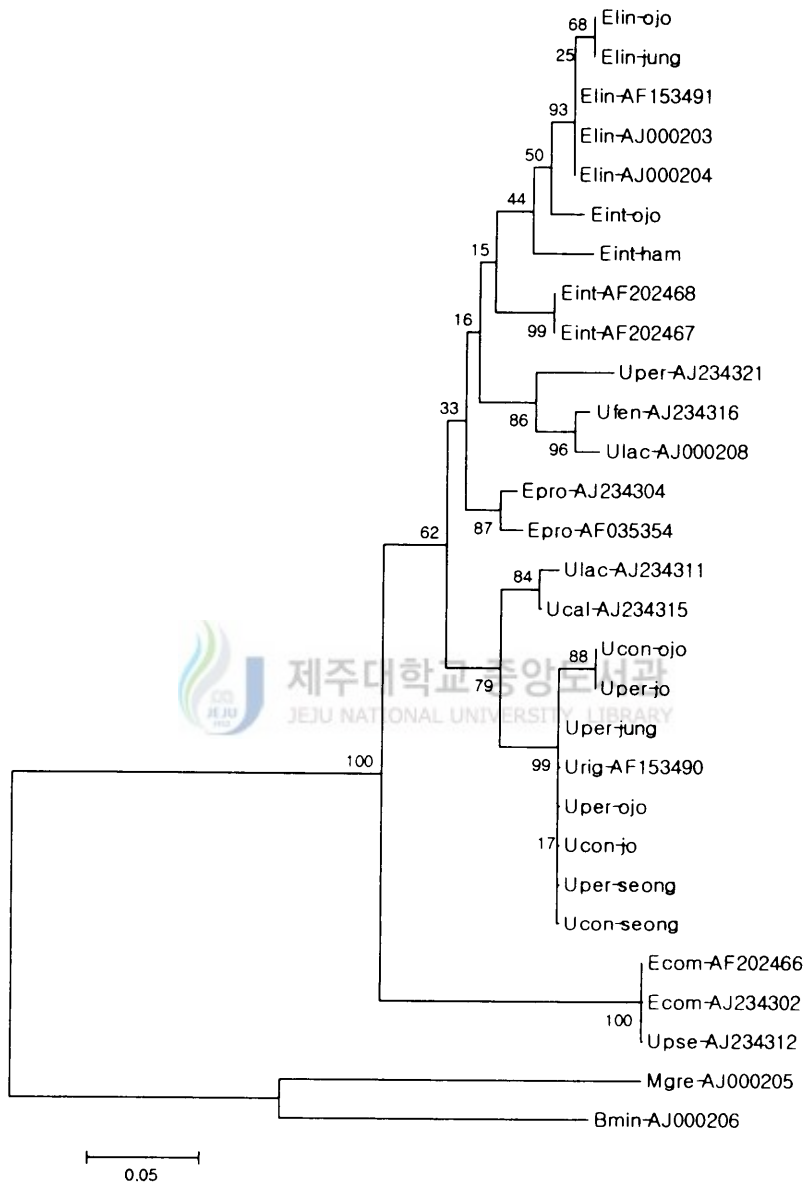 Elin-ojo
68
Elin-jung
25
Elin-AF153491
93
Elin-AJ000203
50
Elin-AJ000204
44
Eint-ojo
15
Eint-ham
Eint-AF202468
16
99
Eint-AF202467
Uper-AJ234321
33
86
Ufen-AJ234316
96
Ulac-AJ000208
Epro-AJ234304
62
87
Epro-AF035354
84
Ulac-AJ234311
Ucal-AJ234315
88
Ucon-ojo
제주대학교 중앙도서관
79
Uper-jo
JEJU
1952
JEJU NATIONAL UNIVERSITY LIBRARY
Uper-jung
100
99
Urig-AF153490
Uper-ojo
17
Ucon-jo
Uper-seong
Ucon-seong
Ecom-AF202466
Ecom-AJ234302
100
Upse-AJ234312
Mgre-AJ000205
Bmin-AJ000206
0.05